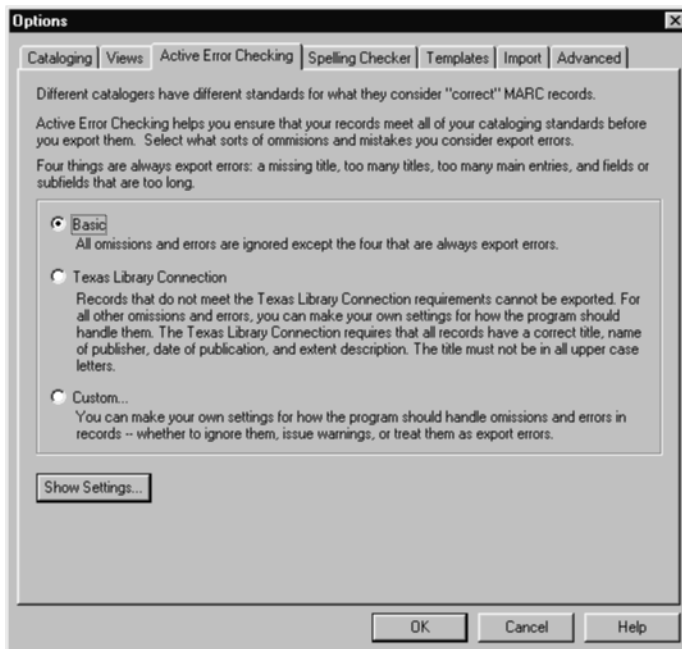 Options
Cataloging Views Active Error Checking Spelling Checker Templates Import Advanced
Different catalogers have different standards for what they consider "correct" MARC records.
Active Error Checking helps you ensure that your records meet all of your cataloging standards before
you export them. Select what sorts of ommisions and mistakes you consider export errors.
Four things are always export errors: a missing title, too many titles, too many main entries, and fields or
subfields that are too long.
Basic
All omissions and errors are ignored except the four that are always export errors.
Texas Library Connection
Records that do not meet the Texas Library Connection requirements cannot be exported. For
all other omissions and errors, you can make your own settings for how the program should
handle them. The Texas Library Connection requires that all records have a correct title, name
of publisher, date of publication, and extent description. The title must not be in all upper case
letters.
Custom...
You can make your own settings for how the program should handle omissions and errors in
records -- whether to ignore them, issue warnings, or treat them as export errors.
Show Settings...
OK Cancel Help